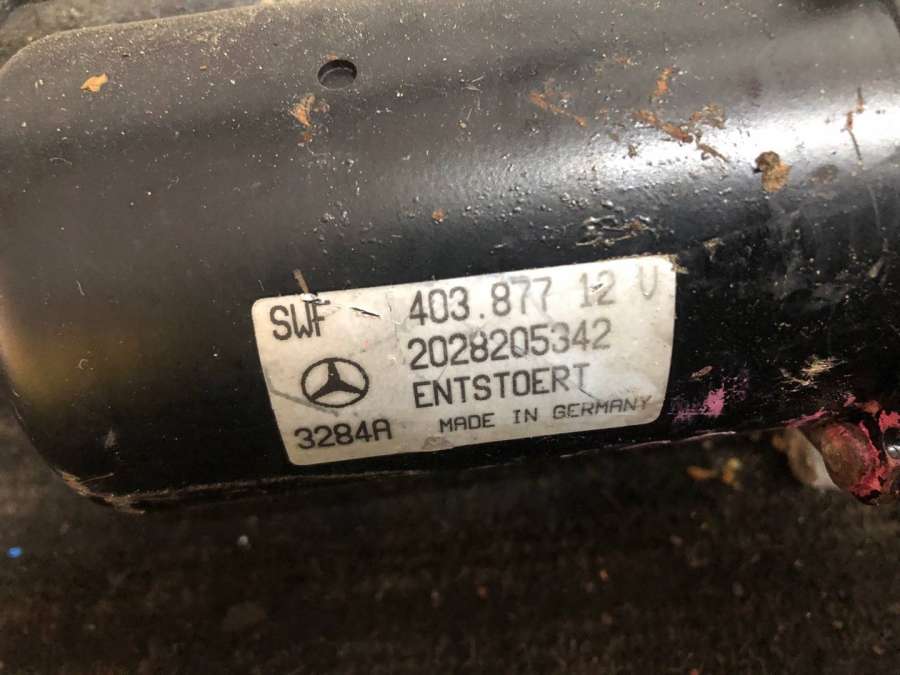 SWF 403.877 12 V
2028205342
ENTSTOERT
3284A MADE IN GERMANY